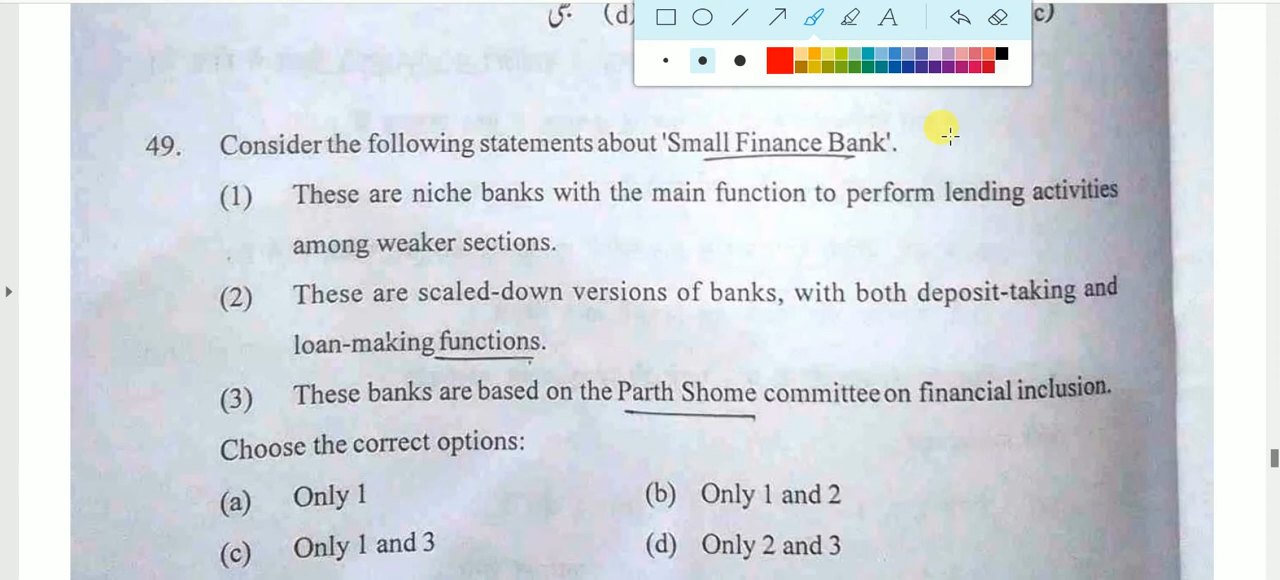 ی. (d) c)
49. Consider the following statements about 'Small Finance Bank'.
(1) These are niche banks with the main function to perform lending activities
among weaker sections.
(2) These are scaled-down versions of banks, with both deposit-taking and
loan-making functions.
(3) These banks are based on the Parth Shome committee on financial inclusion.
Choose the correct options:
(a) Only 1 (b) Only 1 and 2
(c) Only 1 and 3 (d) Only 2 and 3